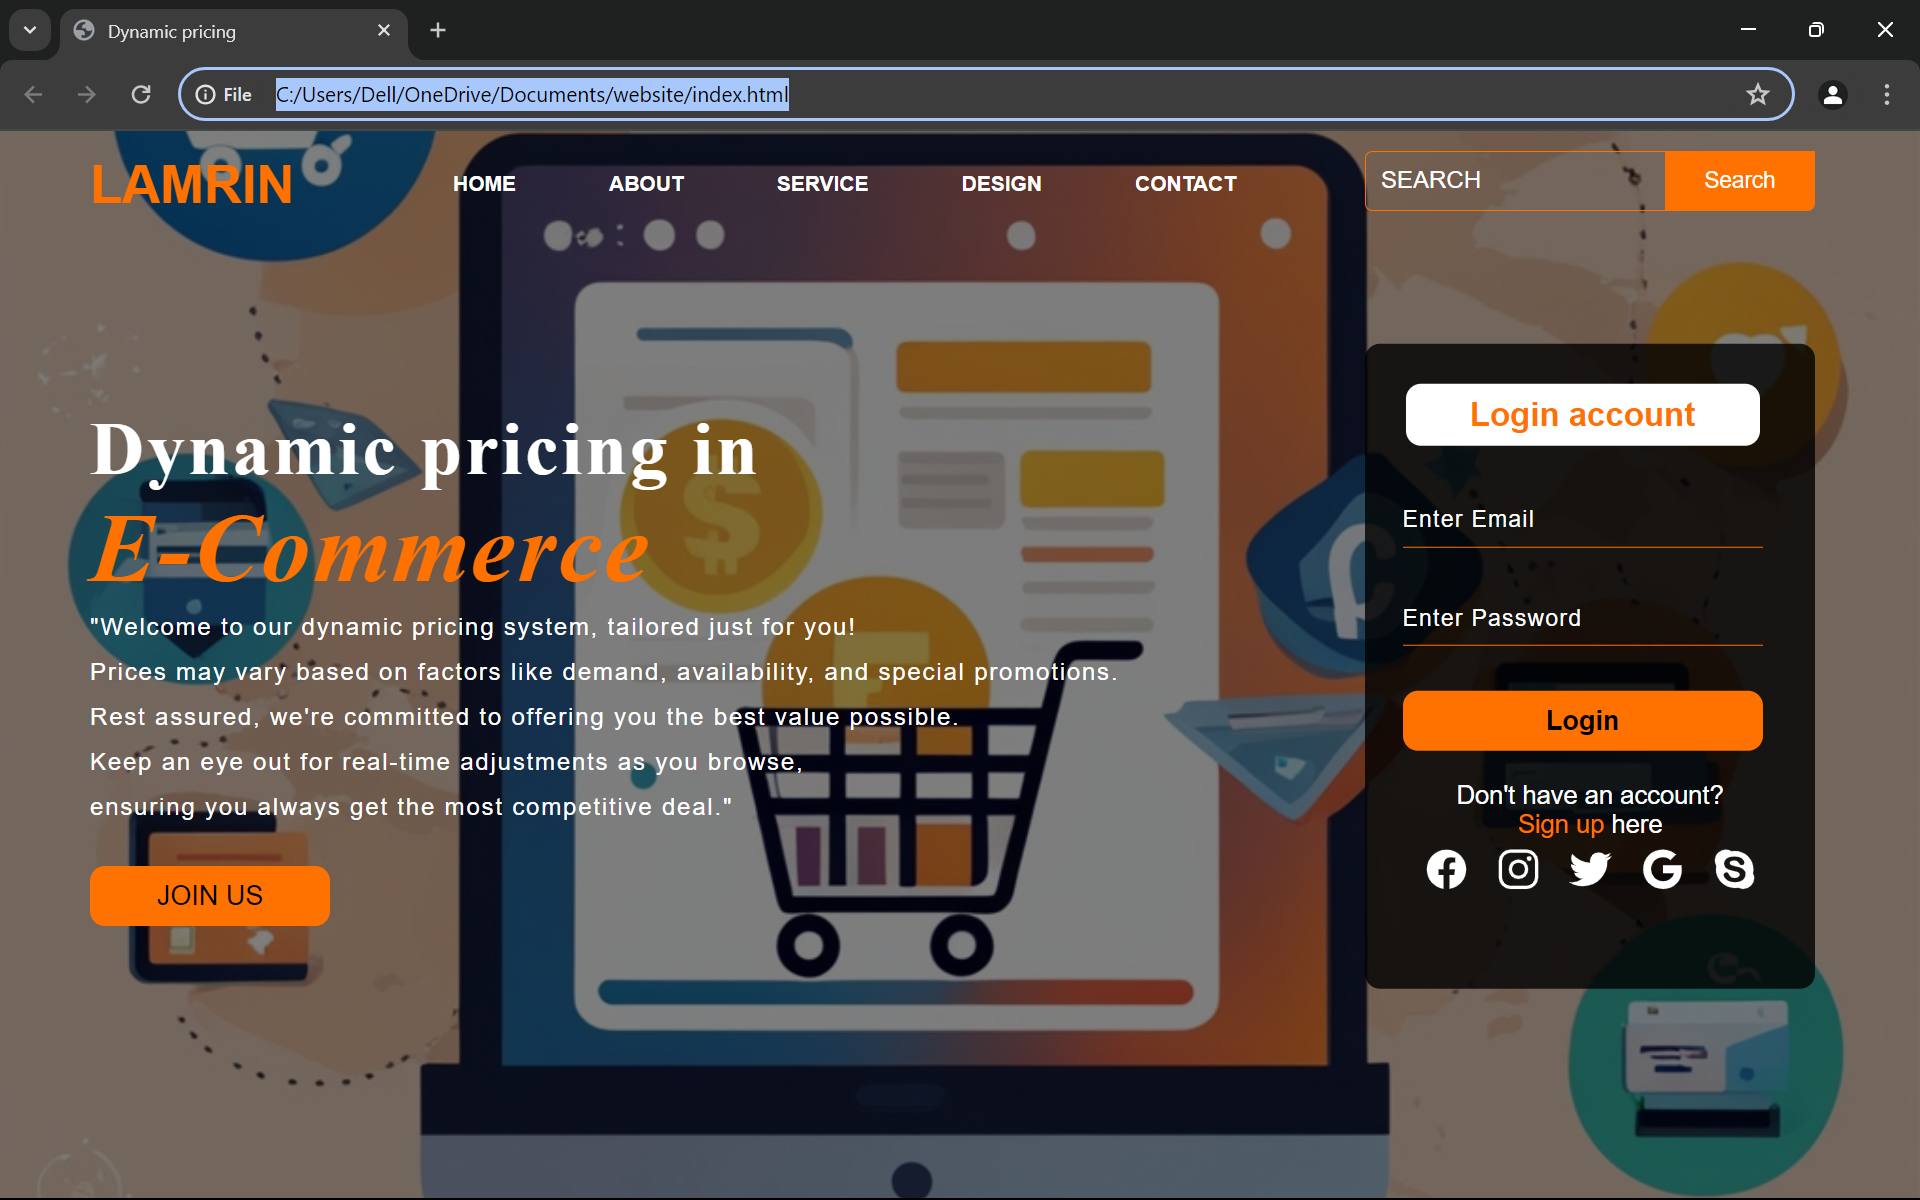 Dynamic pricing
File
C:/Users/Dell/OneDrive/Documents/website/index.html
LAMRIN
HOME ABOUT SERVICE DESIGN CONTACT
SEARCH
Search
Dynamic pricing in
E-Commerce
"Welcome to our dynamic pricing system, tailored just for you!
Prices may vary based on factors like demand, availability, and special promotions.
Rest assured, we're committed to offering you the best value possible.
Keep an eye out for real-time adjustments as you browse,
ensuring you always get the most competitive deal."
JOIN US
Login account
Enter Email
Enter Password
Login
Don't have an account?
Sign up here